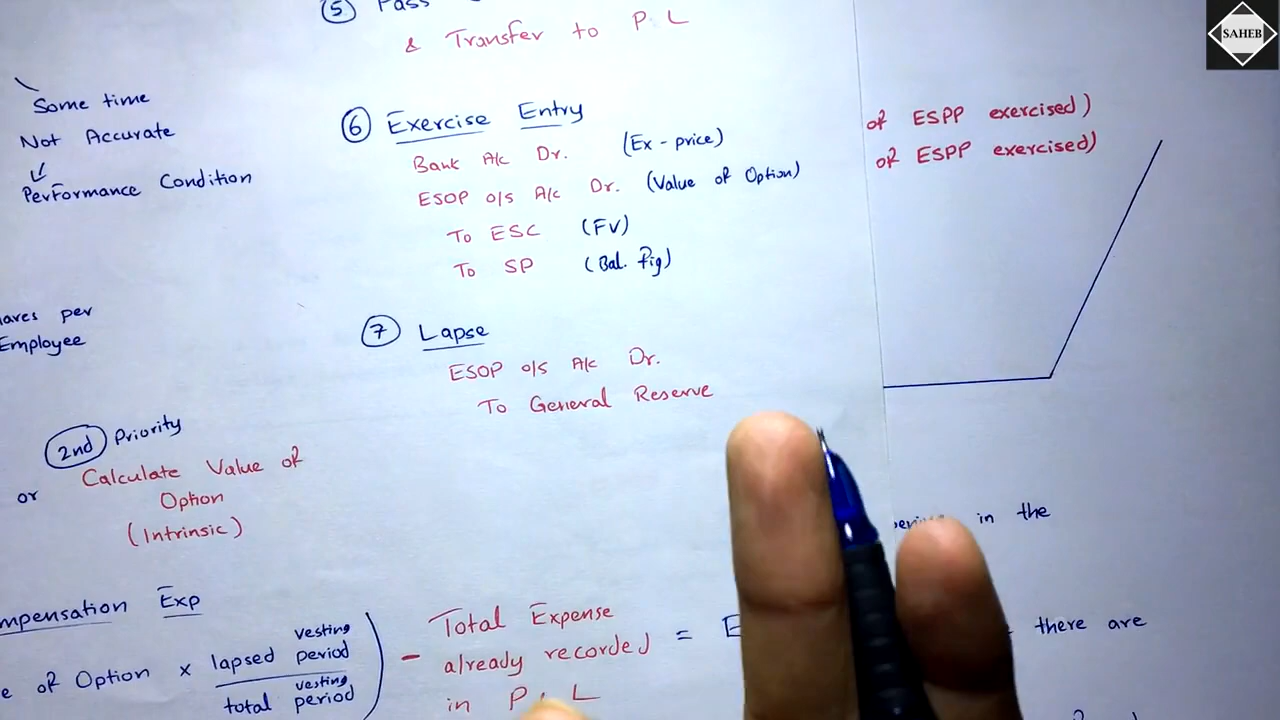 SAHEB
5 Pass
& Transfer to P L
Some time
Not Accurate
Performance Condition
6 Exercise Entry
Bank A/c Dr. (Ex - price)
ESOP o/s A/c Dr. (Value of Option)
To ESC (FV)
To SP (Bal. fig)
of ESPP exercised)
of ESPP exercised)
per
Employee
7 Lapse
ESOP o/s A/c Dr.
To General Reserve
2nd Priority
or Calculate Value of
Option
(Intrinsic)
in the
Exp
of Option × lapsed vesting period / total vesting period ) - Total Expense
already recorded
in P & L
=
there are